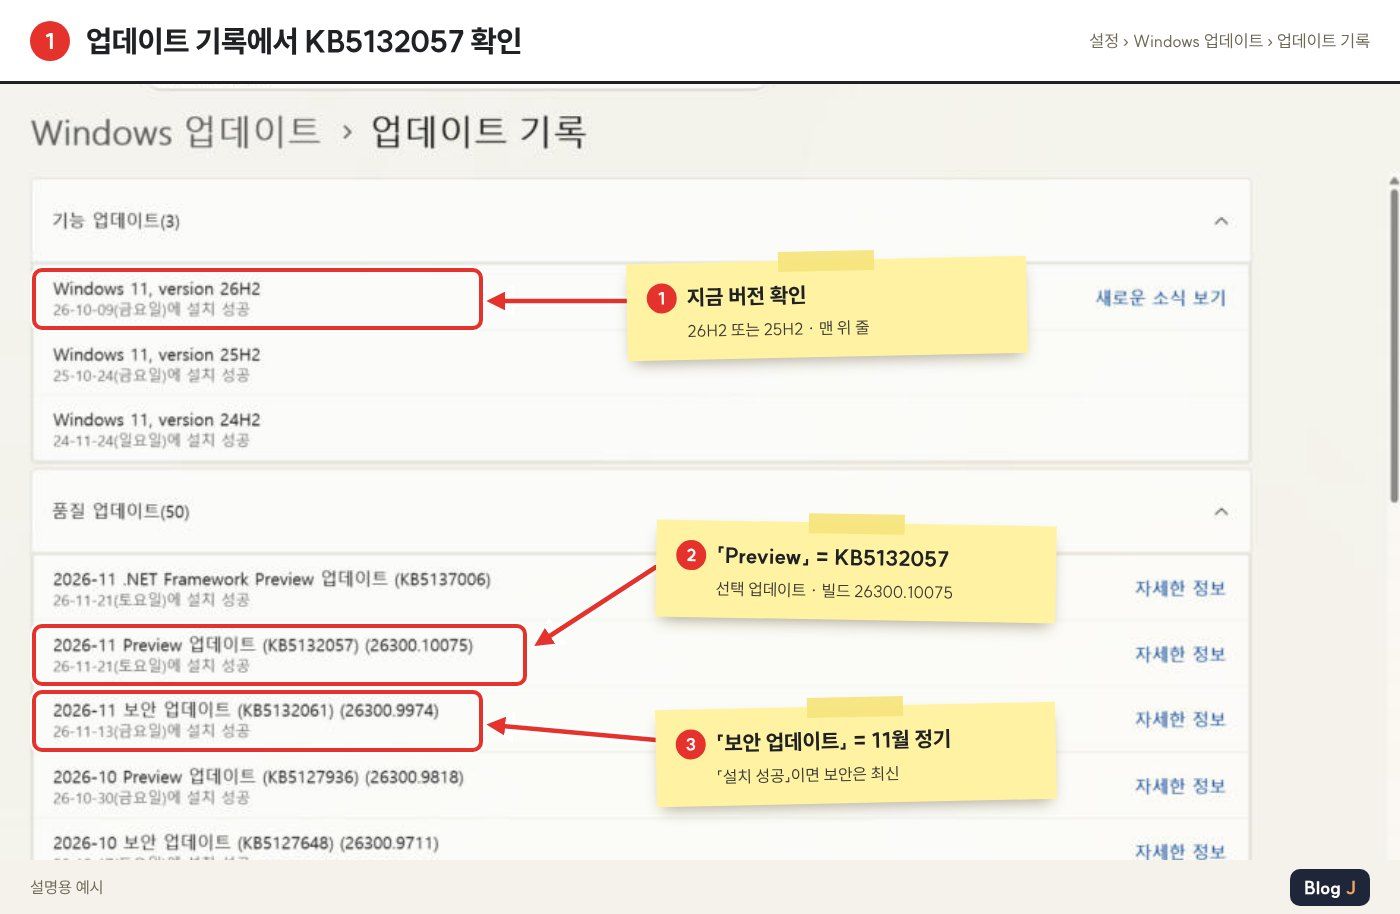 1 업데이트 기록에서 KB5132057 확인
설정 › Windows 업데이트 › 업데이트 기록
Windows 업데이트 › 업데이트 기록
기능 업데이트(3)
Windows 11, version 26H2
26-10-09(금요일)에 설치 성공
새로운 소식 보기
1 지금 버전 확인
26H2 또는 25H2 · 맨 위 줄
Windows 11, version 25H2
25-10-24(금요일)에 설치 성공
Windows 11, version 24H2
24-11-24(일요일)에 설치 성공
품질 업데이트(50)
2 「Preview」 = KB5132057
선택 업데이트 · 빌드 26300.10075
2026-11 .NET Framework Preview 업데이트 (KB5137006)
26-11-21(토요일)에 설치 성공
자세한 정보
2026-11 Preview 업데이트 (KB5132057) (26300.10075)
26-11-21(토요일)에 설치 성공
자세한 정보
2026-11 보안 업데이트 (KB5132061) (26300.9974)
26-11-13(금요일)에 설치 성공
자세한 정보
3 「보안 업데이트」 = 11월 정기
「설치 성공」이면 보안은 최신
2026-10 Preview 업데이트 (KB5127936) (26300.9818)
26-10-30(금요일)에 설치 성공
자세한 정보
2026-10 보안 업데이트 (KB5127648) (26300.9711)
자세한 정보
설명용 예시
Blog J